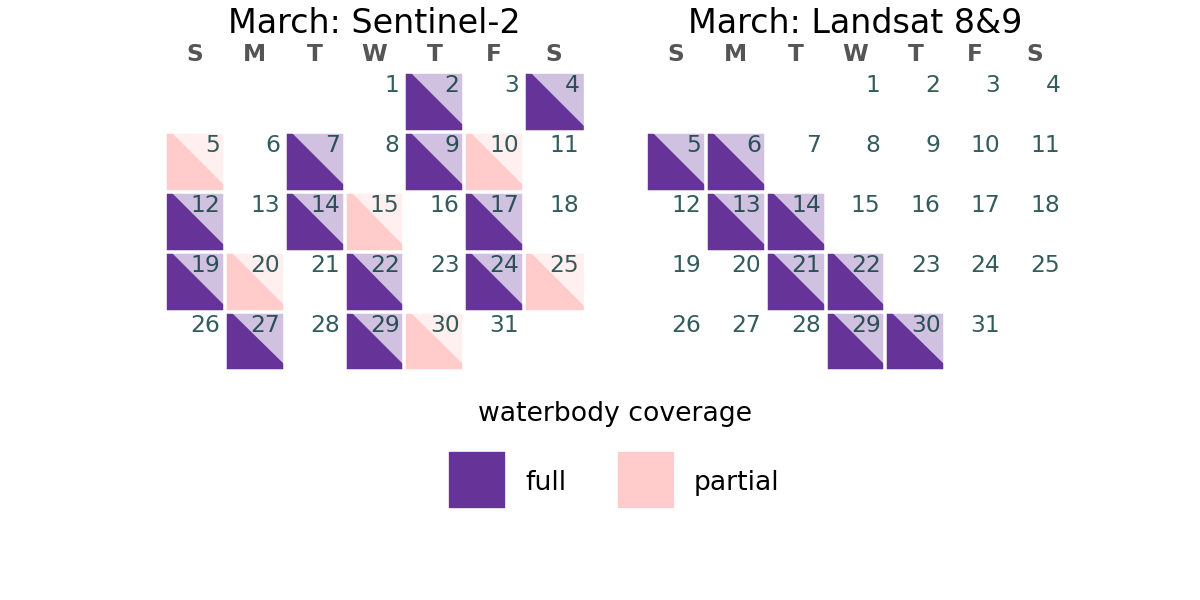 March: Sentinel-2
S M T W T F S
1 2 3 4
5 6 7 8 9 10 11
12 13 14 15 16 17 18
19 20 21 22 23 24 25
26 27 28 29 30 31
March: Landsat 8&9
S M T W T F S
1 2 3 4
5 6 7 8 9 10 11
12 13 14 15 16 17 18
19 20 21 22 23 24 25
26 27 28 29 30 31
waterbody coverage
full partial